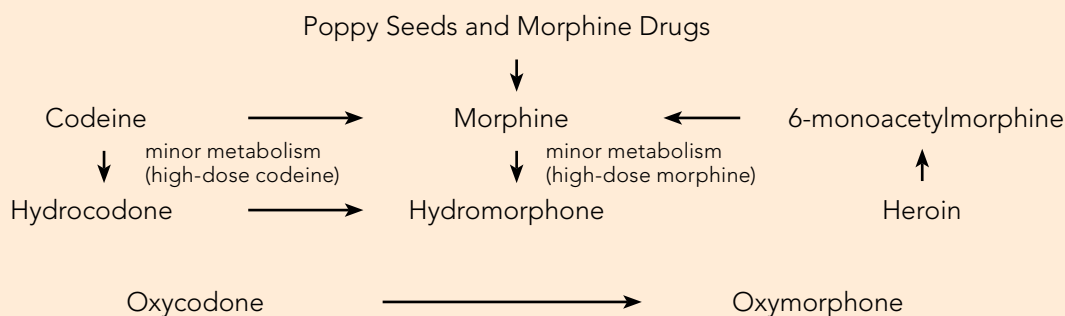 Poppy Seeds and Morphine Drugs
Codeine Morphine 6-monoacetylmorphine
minor metabolism minor metabolism
(high-dose codeine) (high-dose morphine)
Hydrocodone Hydromorphone Heroin
Oxycodone Oxymorphone